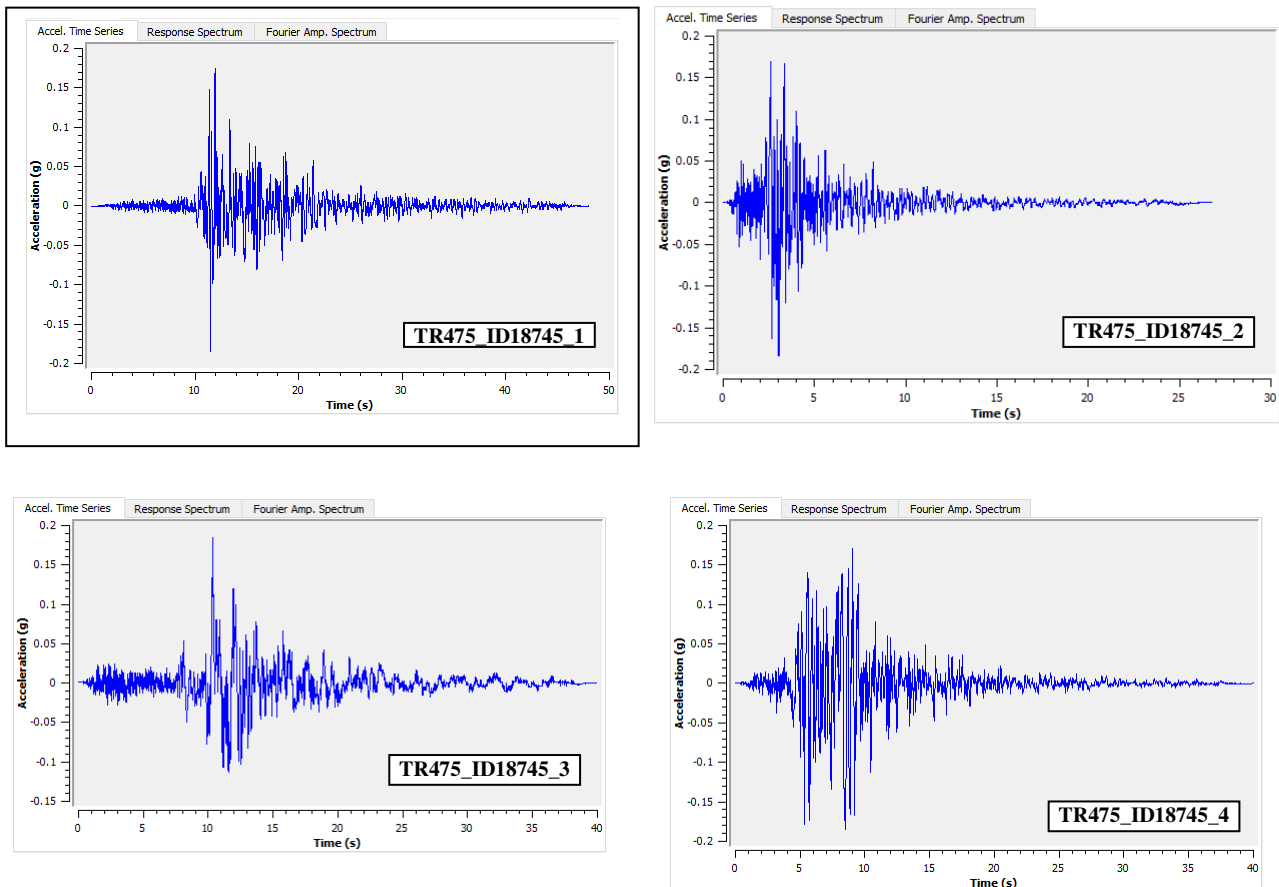 Accel. Time Series Response Spectrum Fourier Amp. Spectrum
0.2
0.15
0.1
0.05
0
-0.05
-0.1
-0.15
-0.2
Acceleration (g)
TR475_ID18745_1
0 10 20 30 40 50
Time (s)
Accel. Time Series Response Spectrum Fourier Amp. Spectrum
0.2
0.15
0.1
0.05
0
-0.05
-0.1
-0.15
-0.2
Acceleration (g)
TR475_ID18745_2
0 5 10 15 20 25 30
Time (s)
Accel. Time Series Response Spectrum Fourier Amp. Spectrum
0.2
0.15
0.1
0.05
0
-0.05
-0.1
-0.15
Acceleration (g)
TR475_ID18745_3
0 5 10 15 20 25 30 35 40
Time (s)
Accel. Time Series Response Spectrum Fourier Amp. Spectrum
0.2
0.15
0.1
0.05
0
-0.05
-0.1
-0.15
-0.2
Acceleration (g)
TR475_ID18745_4
0 5 10 15 20 25 30 35 40
Time (s)